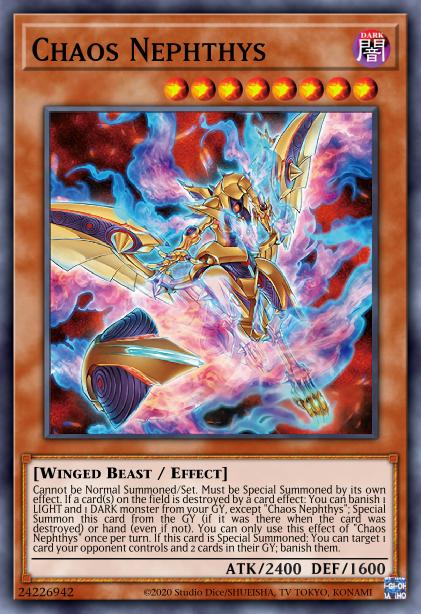 CHAOS NEPHTHYS
DARK
闇
[WINGED BEAST / EFFECT]
Cannot be Normal Summoned/Set. Must be Special Summoned by its own
effect. If a card(s) on the field is destroyed by a card effect: You can banish 1
LIGHT and 1 DARK monster from your GY, except "Chaos Nephthys"; Special
Summon this card from the GY (if it was there when the card was
destroyed) or hand (even if not). You can only use this effect of "Chaos
Nephthys" once per turn. If this card is Special Summoned: You can target 1
card your opponent controls and 2 cards in their GY; banish them.
ATK/2400 DEF/1600
24226942
©2020 Studio Dice/SHUEISHA, TV TOKYO, KONAMI